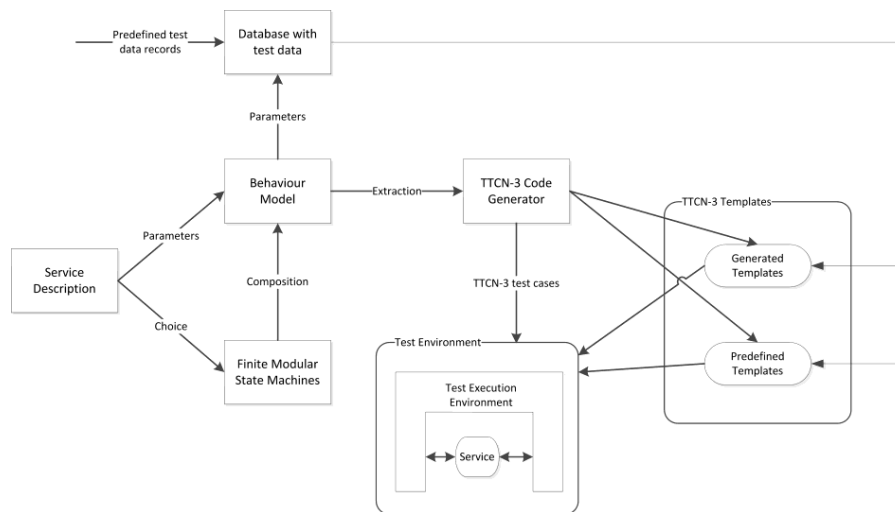 Predefined test
data records
Database with
test data
Parameters
Behaviour
Model
Extraction
TTCN-3 Code
Generator
TTCN-3 Templates
Parameters
Generated
Templates
Service
Description
Composition
TTCN-3 test cases
Choice
Finite Modular
State Machines
Test Environment
Predefined
Templates
Test Execution
Environment
Service